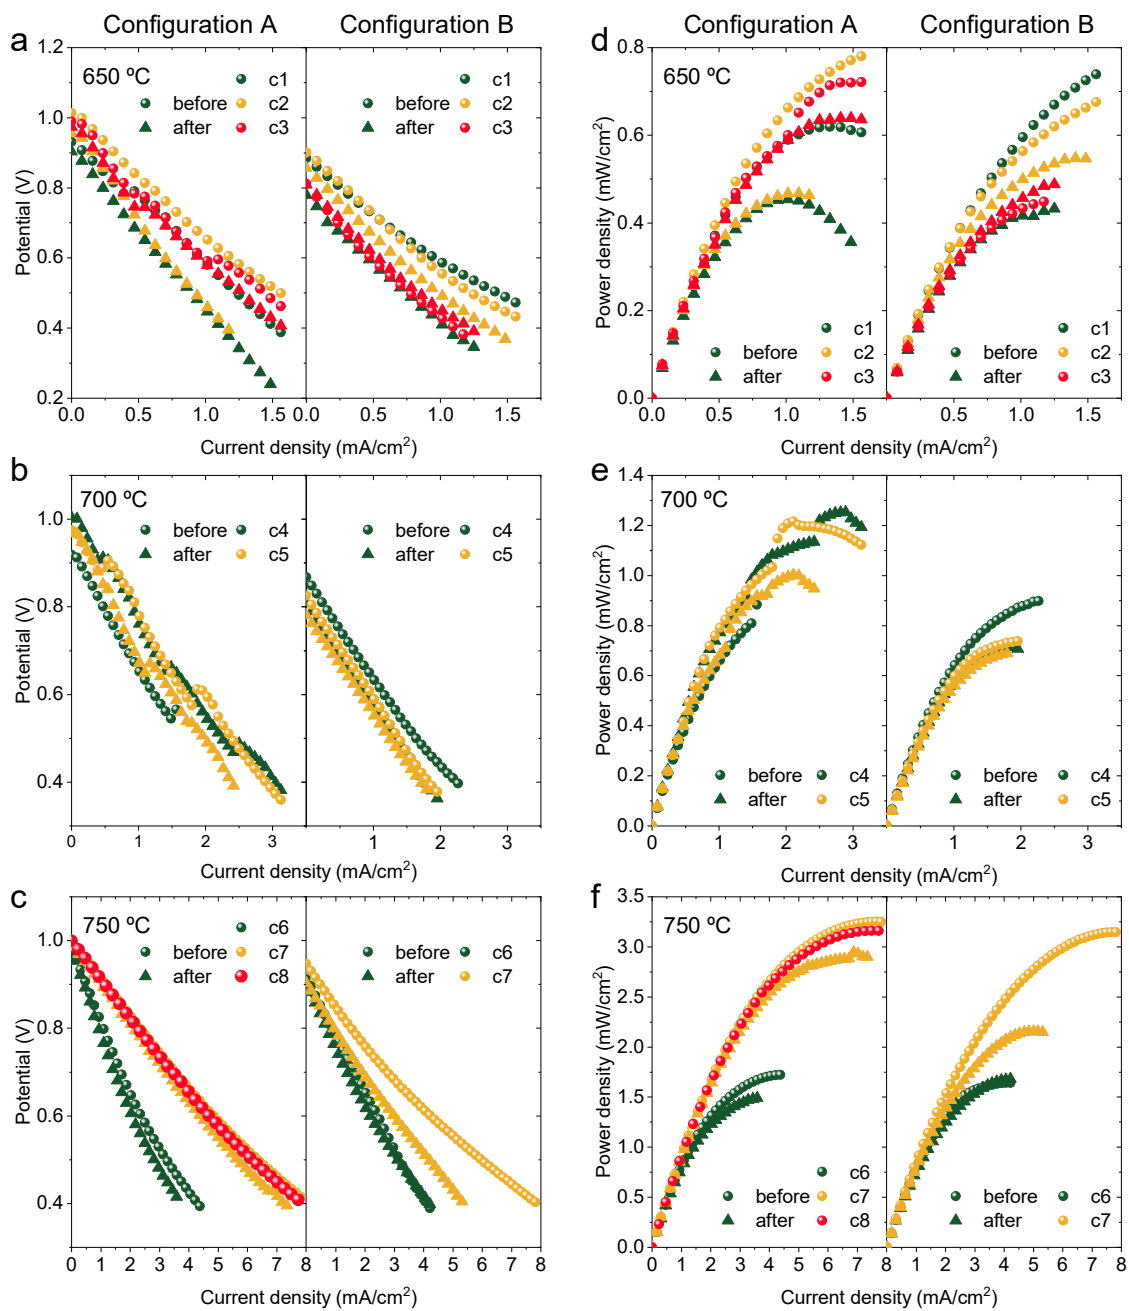 Configuration A Configuration B Configuration A Configuration B
a
650 ºC
before
after
c1
c2
c3
before
after
c1
c2
c3
Potential (V)
1.2
1.0
0.8
0.6
0.4
0.2
0.0 0.5 1.0 1.5 0.0 0.5 1.0 1.5
Current density (mA/cm²)
d
650 ºC
before
after
c1
c2
c3
before
after
c1
c2
c3
Power density (mW/cm²)
0.8
0.6
0.4
0.2
0.0
0.0 0.5 1.0 1.5 0.5 1.0 1.5
Current density (mA/cm²)
b
700 ºC
before c4
after c5
before c4
after c5
Potential (V)
1.0
0.8
0.6
0.4
0 1 2 3 1 2 3
Current density (mA/cm²)
e
700 ºC
before c4
after c5
before c4
after c5
Power density (mW/cm²)
1.4
1.2
1.0
0.8
0.6
0.4
0.2
0.0
0 1 2 3 1 2 3
Current density (mA/cm²)
c
750 ºC
before
after
c6
c7
c8
before c6
after c7
Potential (V)
1.0
0.8
0.6
0.4
0 1 2 3 4 5 6 7 0 1 2 3 4 5 6 7 8
Current density (mA/cm²)
f
750 ºC
before
after
c6
c7
c8
before c6
after c7
Power density (mW/cm²)
3.5
3.0
2.5
2.0
1.5
1.0
0.5
0.0
0 1 2 3 4 5 6 7 8 1 2 3 4 5 6 7 8
Current density (mA/cm²)